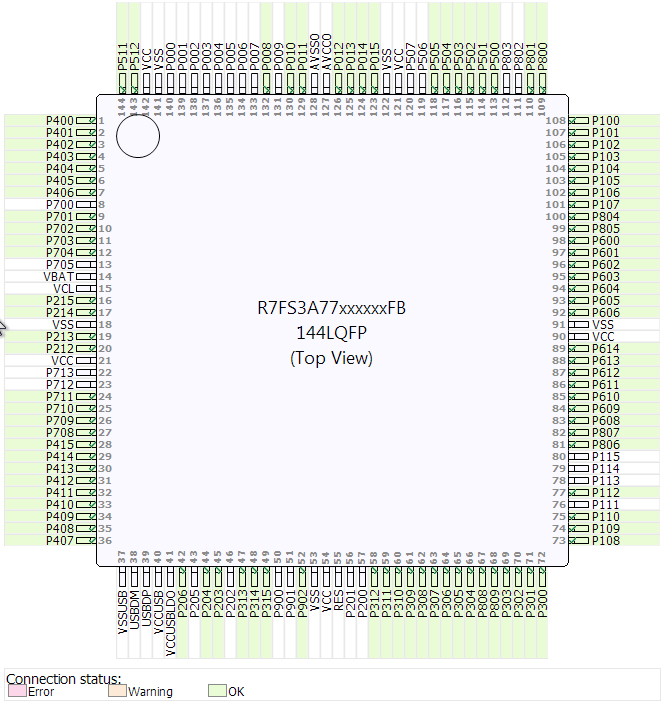 P511 P512 VCC VSS P000 P001 P002 P003 P004 P005 P006 P007 P008 P009 P010 P011 AVSS0 AVCC0 P012 P013 P014 P015 VSS VCC P507 P506 P505 P504 P503 P502 P501 P500 P803 P802 P801 P800
144 143 142 141 140 139 138 137 136 135 134 133 132 131 130 129 128 127 126 125 124 123 122 121 120 119 118 117 116 115 114 113 112 111 110 109
P400 1
P401 2
P402 3
P403 4
P404 5
P405 6
P406 7
P700 8
P701 9
P702 10
P703 11
P704 12
P705 13
VBAT 14
VCL 15
P215 16
P214 17
VSS 18
P213 19
P212 20
VCC 21
P713 22
P712 23
P711 24
P710 25
P709 26
P708 27
P415 28
P414 29
P413 30
P412 31
P411 32
P410 33
P409 34
P408 35
P407 36
R7FS3A77xxxxxxFB
144LQFP
(Top View)
108 P100
107 P101
106 P102
105 P103
104 P104
103 P105
102 P106
101 P107
100 P804
99 P805
98 P600
97 P601
96 P602
95 P603
94 P604
93 P605
92 P606
91 VSS
90 VCC
89 P614
88 P613
87 P612
86 P611
85 P610
84 P609
83 P608
82 P807
81 P806
80 P115
79 P114
78 P113
77 P112
76 P111
75 P110
74 P109
73 P108
37 38 39 40 41 42 43 44 45 46 47 48 49 50 51 52 53 54 55 56 57 58 59 60 61 62 63 64 65 66 67 68 69 70 71 72
VSSUSB USBDM USBDP VCCUSB VCCUSBLDO P206 P205 P204 P203 P202 P313 P314 P315 P900 P901 P902 VSS VCC RES P201 P200 P312 P311 P310 P309 P308 P307 P306 P305 P304 P808 P809 P303 P302 P301 P300
Connection status:
Error Warning OK